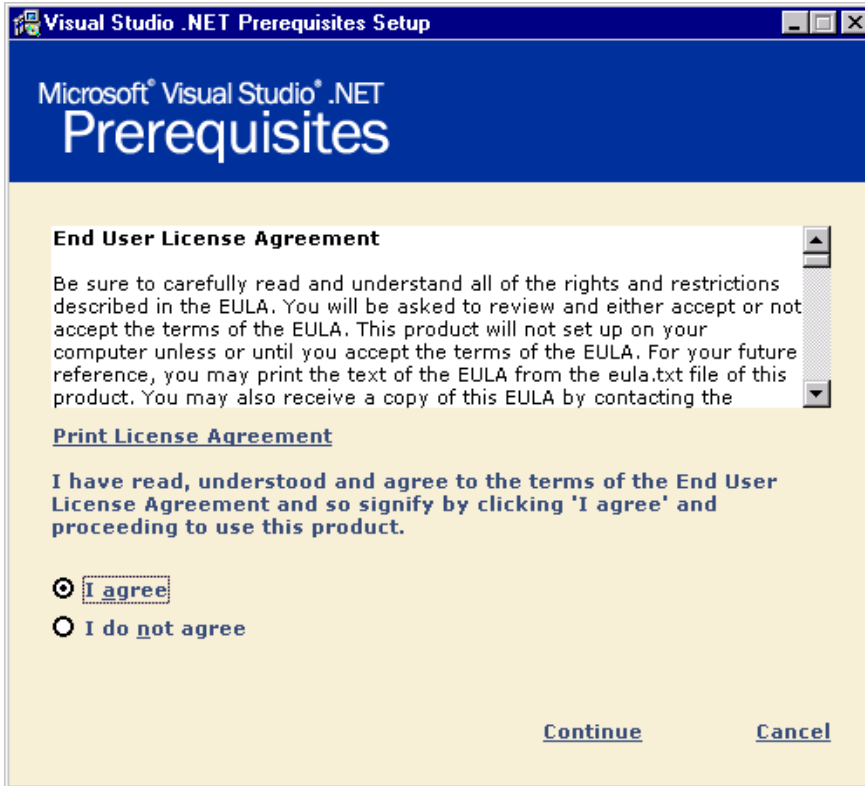 Visual Studio .NET Prerequisites Setup
Microsoft® Visual Studio® .NET
Prerequisites
End User License Agreement
Be sure to carefully read and understand all of the rights and restrictions
described in the EULA. You will be asked to review and either accept or not
accept the terms of the EULA. This product will not set up on your
computer unless or until you accept the terms of the EULA. For your future
reference, you may print the text of the EULA from the eula.txt file of this
product. You may also receive a copy of this EULA by contacting the
Print License Agreement
I have read, understood and agree to the terms of the End User
License Agreement and so signify by clicking 'I agree' and
proceeding to use this product.
I agree
I do not agree
Continue Cancel